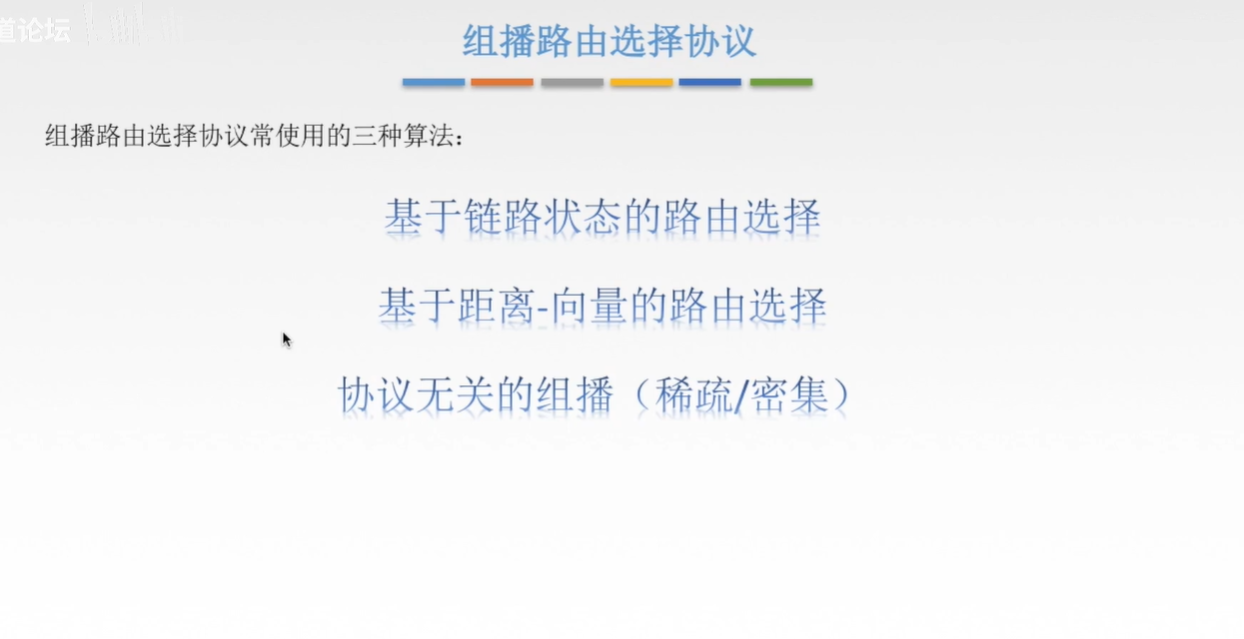 道论坛
组播路由选择协议
组播路由选择协议常使用的三种算法：
基于链路状态的路由选择
基于距离-向量的路由选择
协议无关的组播（稀疏/密集）